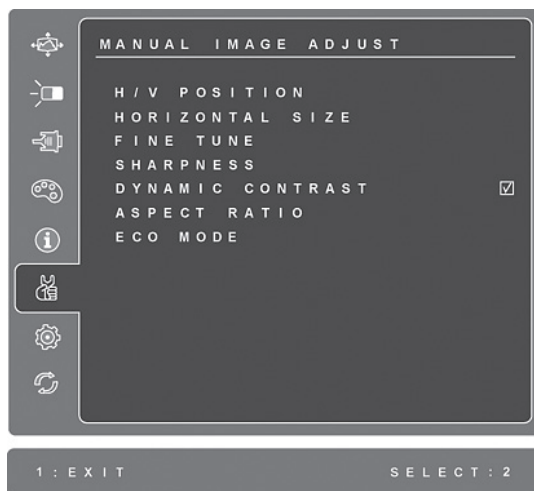 MANUAL IMAGE ADJUST
H/V POSITION
HORIZONTAL SIZE
FINE TUNE
SHARPNESS
DYNAMIC CONTRAST
ASPECT RATIO
ECO MODE
1:EXIT SELECT:2